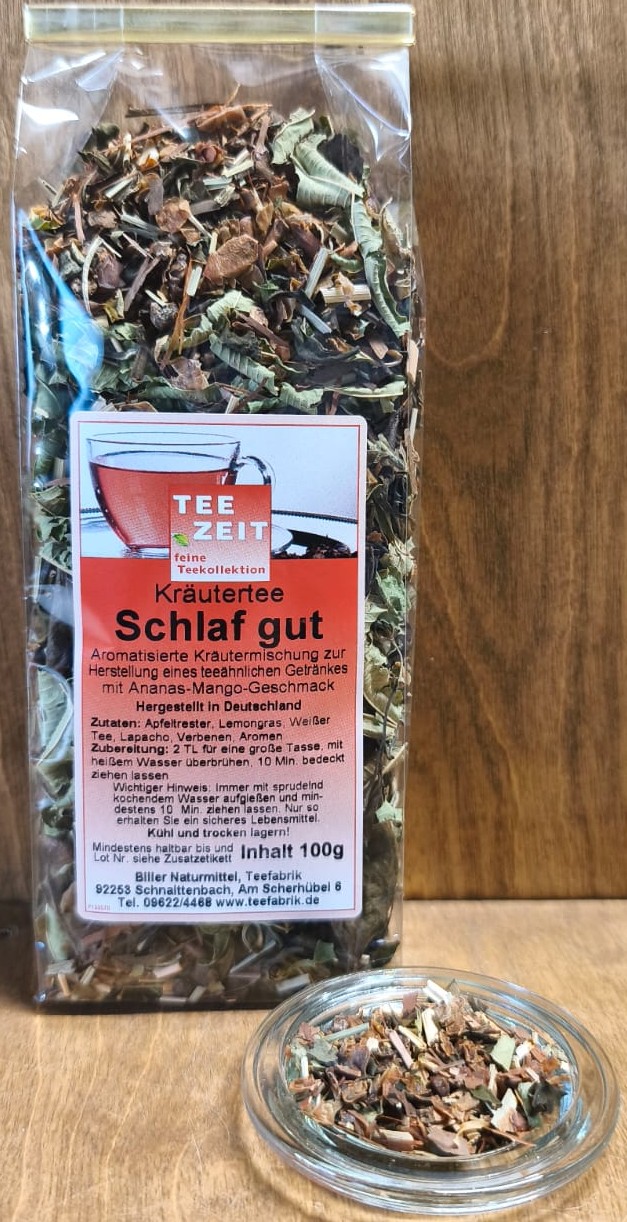 TEE
ZEIT
feine
Teekollektion
Kräutertee
Schlaf gut
Aromatisierte Kräutermischung zur
Herstellung eines teeähnlichen Getränkes
mit Ananas-Mango-Geschmack
Hergestellt in Deutschland
Zutaten: Apfeltrester, Lemongras, Weißer
Tee, Lapacho, Verbenen, Aromen
Zubereitung: 2 TL für eine große Tasse, mit
heißem Wasser überbrühen, 10 Min. bedeckt
ziehen lassen
Wichtiger Hinweis: Immer mit sprudelnd
kochendem Wasser aufgießen und min-
destens 10 Min. ziehen lassen. Nur so
erhalten Sie ein sicheres Lebensmittel.
Kühl und trocken lagern!
Mindestens haltbar bis und
Lot Nr. siehe Zusatzetikett
Inhalt 100g
Biller Naturmittel, Teefabrik
92253 Schnaittenbach, Am Scherhübel 6
Tel. 09622/4468 www.teefabrik.de